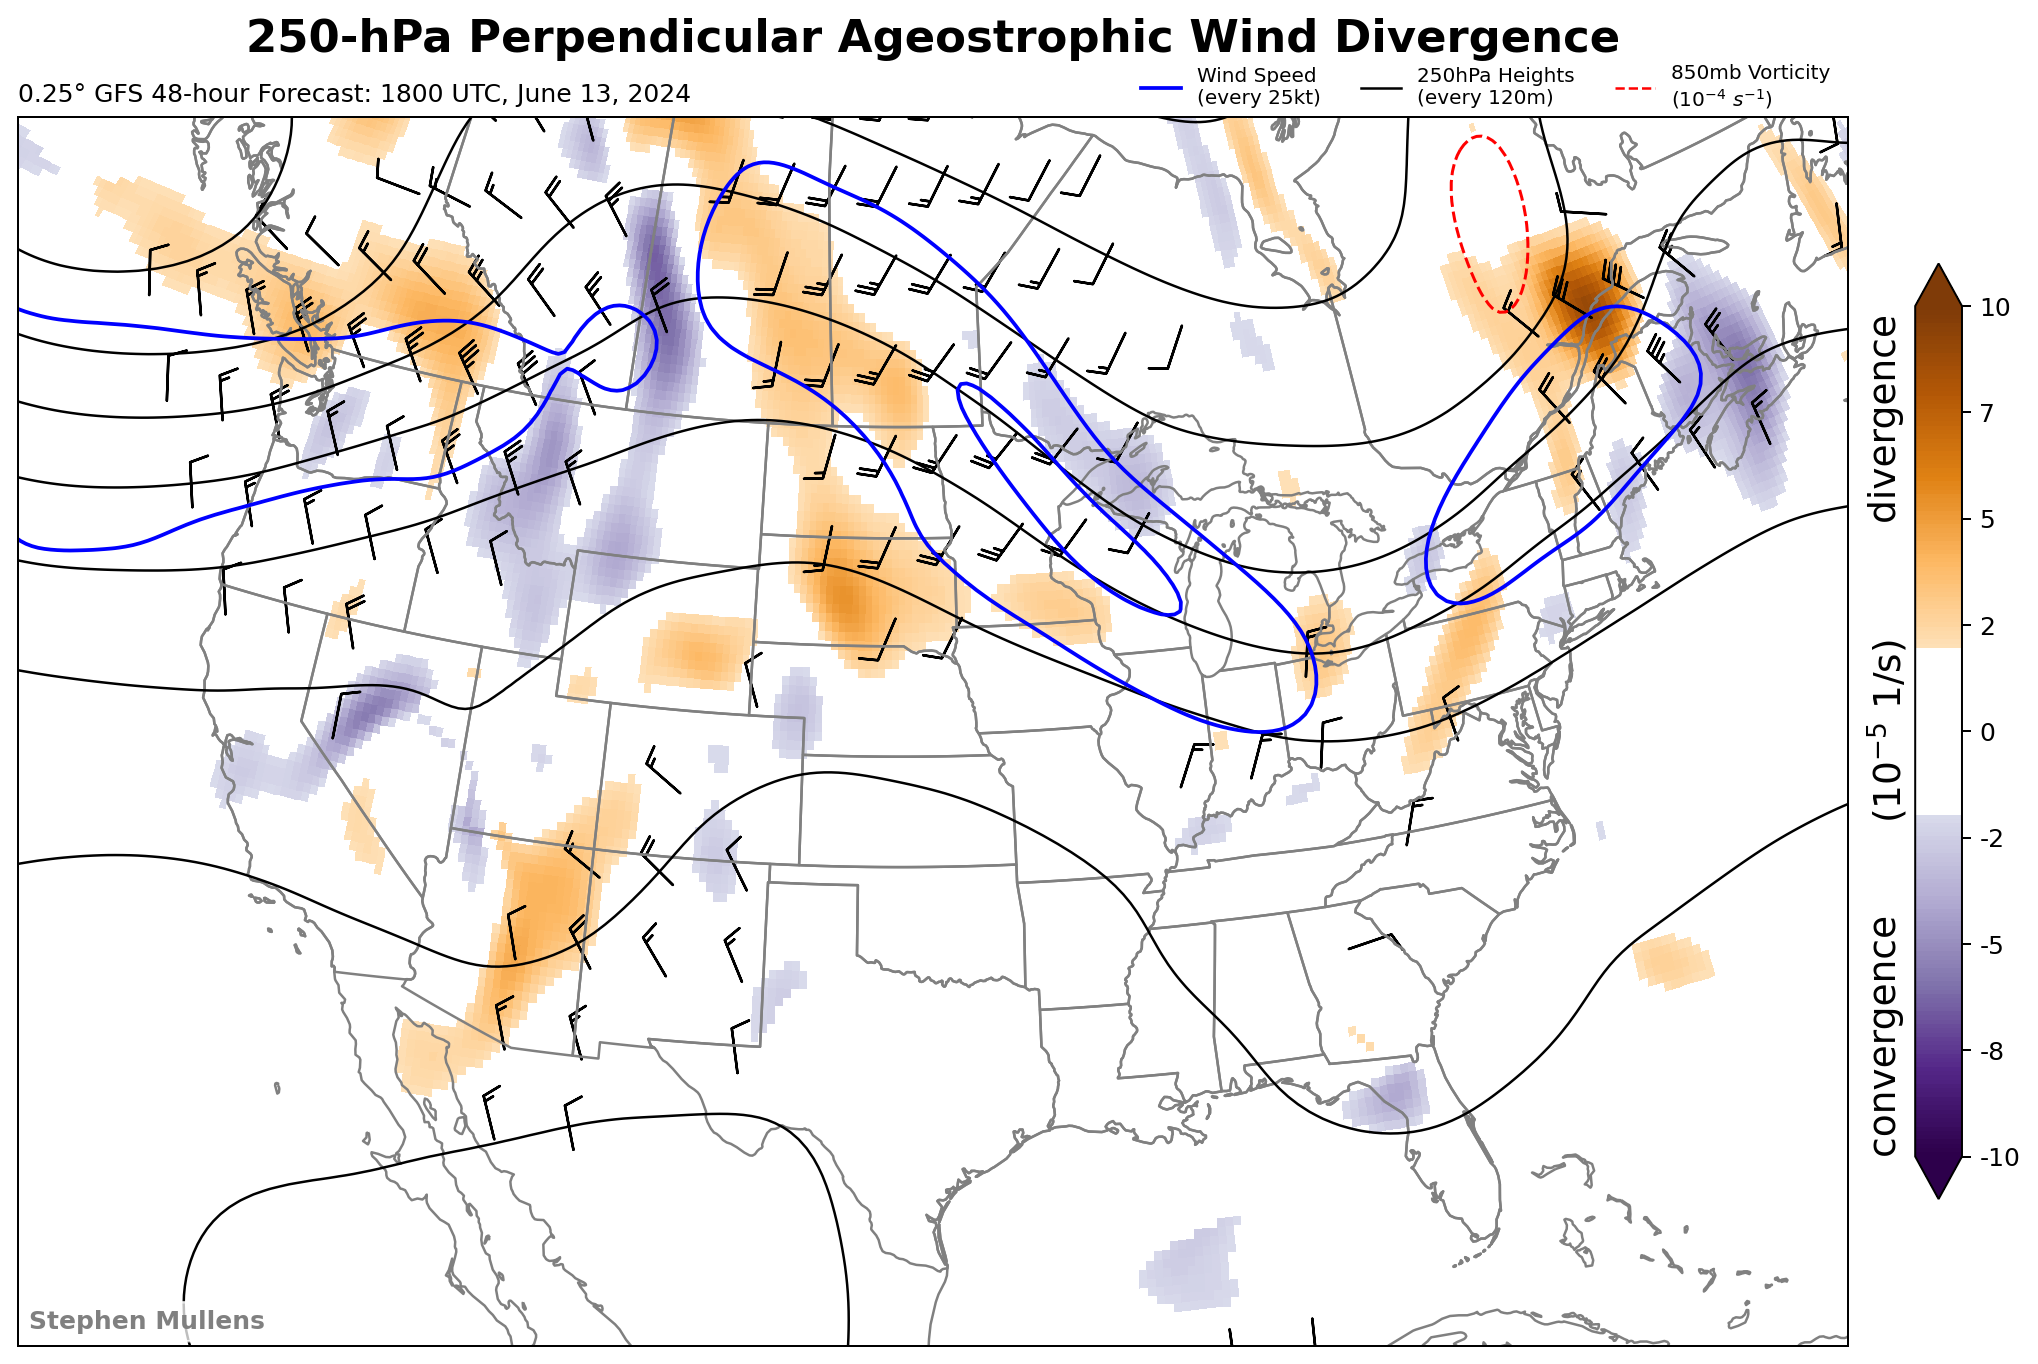 250-hPa Perpendicular Ageostrophic Wind Divergence
0.25° GFS 48-hour Forecast: 1800 UTC, June 13, 2024
Wind Speed
(every 25kt)
250hPa Heights
(every 120m)
850mb Vorticity
(10⁻⁴ s⁻¹)
10
7
5
2
0
-2
-5
-8
-10
convergence (10⁻⁵ 1/s) divergence
Stephen Mullens